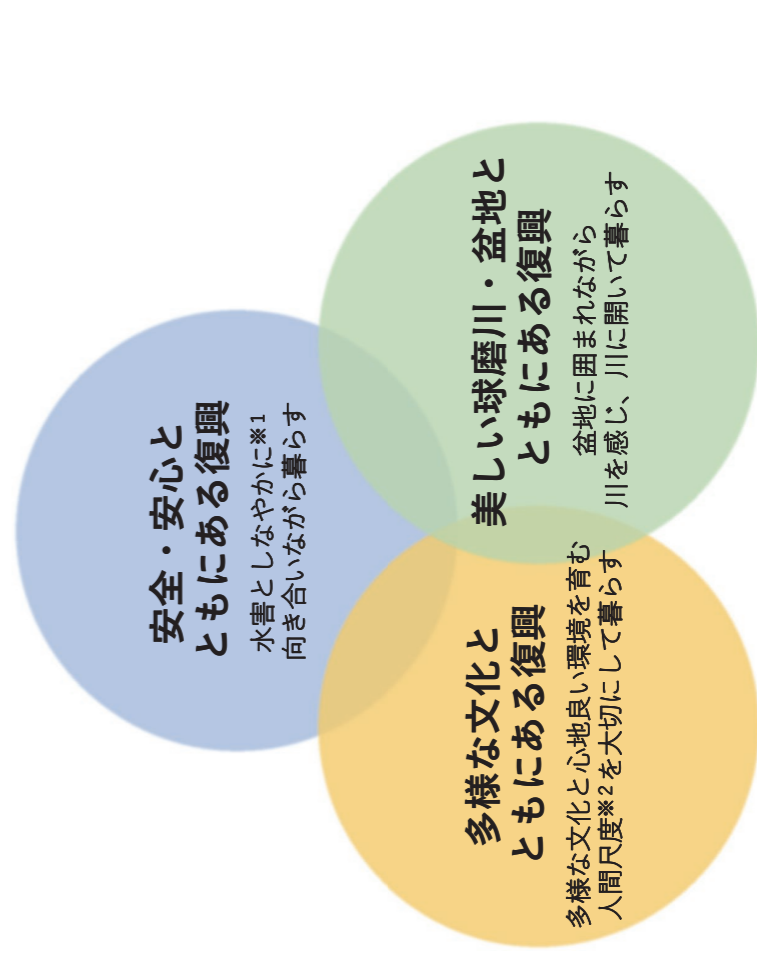 安全・安心と
ともにある復興
水害としなやかに※1
向き合いながら暮らす
多様な文化と
ともにある復興
多様な文化と心地良い環境を育む
人間尺度※2を大切にして暮らす
美しい球磨川・盆地と
ともにある復興
盆地に囲まれながら
川を感じ、川に開いて暮らす